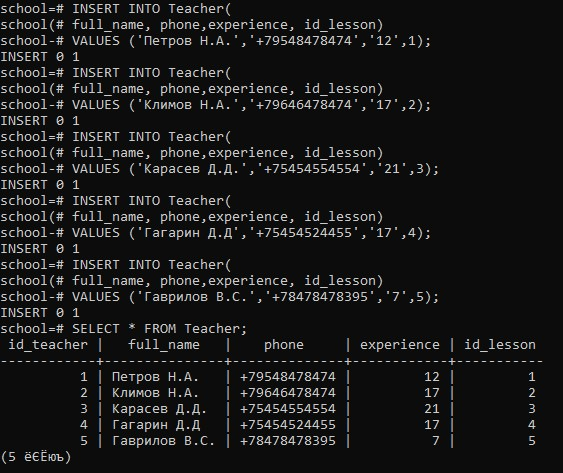 school=# INSERT INTO Teacher(
school(# full_name, phone,experience, id_lesson)
school-# VALUES ('Петров Н.А.','+79548478474','12',1);
INSERT 0 1
school=# INSERT INTO Teacher(
school(# full_name, phone,experience, id_lesson)
school-# VALUES ('Климов Н.А.','+79646478474','17',2);
INSERT 0 1
school=# INSERT INTO Teacher(
school(# full_name, phone,experience, id_lesson)
school-# VALUES ('Карасев Д.Д.','+75454554554','21',3);
INSERT 0 1
school=# INSERT INTO Teacher(
school(# full_name, phone,experience, id_lesson)
school-# VALUES ('Гагарин Д.Д','+75454524455','17',4);
INSERT 0 1
school=# INSERT INTO Teacher(
school(# full_name, phone,experience, id_lesson)
school-# VALUES ('Гаврилов В.С.','+78478478395','7',5);
INSERT 0 1
school=# SELECT * FROM Teacher;
 id_teacher |   full_name   |    phone     | experience | id_lesson
------------+---------------+--------------+------------+-----------
          1 | Петров Н.А.   | +79548478474 |         12 |         1
          2 | Климов Н.А.   | +79646478474 |         17 |         2
          3 | Карасев Д.Д.  | +75454554554 |         21 |         3
          4 | Гагарин Д.Д   | +75454524455 |         17 |         4
          5 | Гаврилов В.С. | +78478478395 |          7 |         5
(5 ёЄЁюъ)